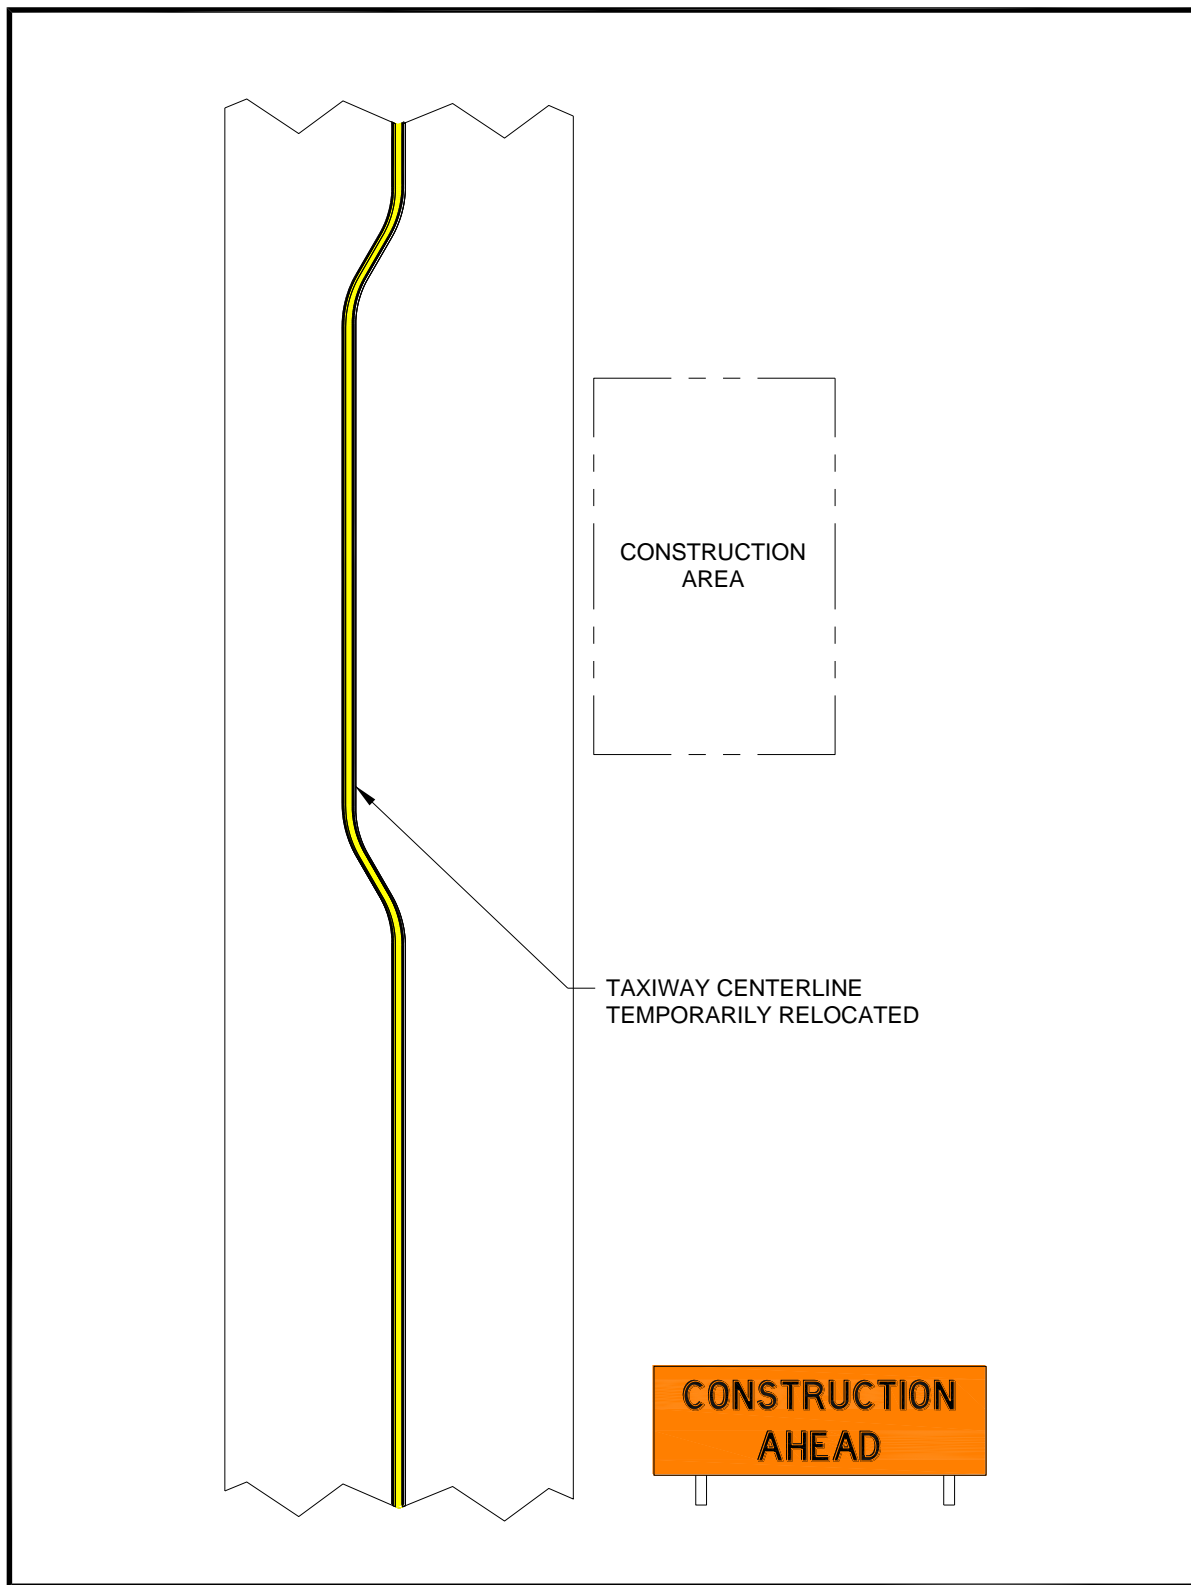 CONSTRUCTION
AREA
TAXIWAY CENTERLINE
TEMPORARILY RELOCATED
CONSTRUCTION
AHEAD